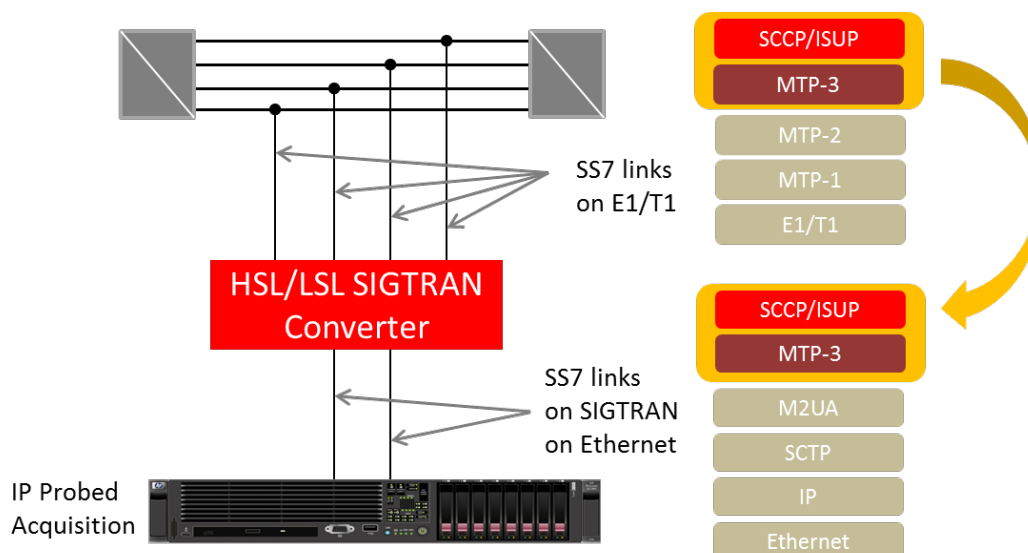 SCCP/ISUP
MTP-3
MTP-2
MTP-1
E1/T1
SS7 links
on E1/T1
HSL/LSL SIGTRAN
Converter
SCCP/ISUP
MTP-3
M2UA
SCTP
IP
Ethernet
SS7 links
on SIGTRAN
on Ethernet
IP Probed
Acquisition